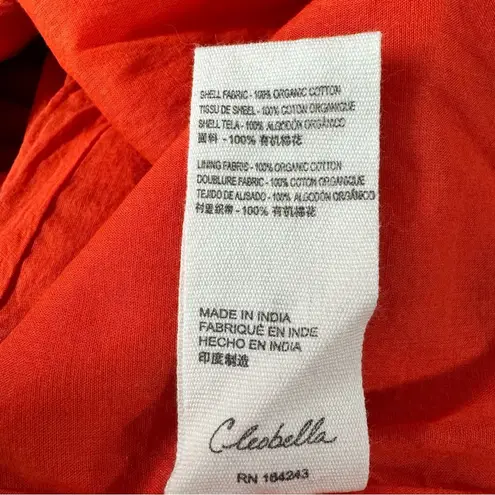 SHELL FABRIC - 100% ORGANIC COTTON
TISSU DE SHEEL - 100% COTON ORGANIQUE
SHELL TELA - 100% ALGODÓN ORGÁNICO
面料 - 100% 有机棉花
LINING FABRIC - 100% ORGANIC COTTON
DOUBLURE FABRIC - 100% COTON ORGANIQUE
TEJIDO DE ALISADO - 100% ALGODÓN ORGÁNICO
衬里织带 - 100% 有机棉花
MADE IN INDIA
FABRIQUÉ EN INDE
HECHO EN INDIA
印度制造
Cleobella
RN 164243